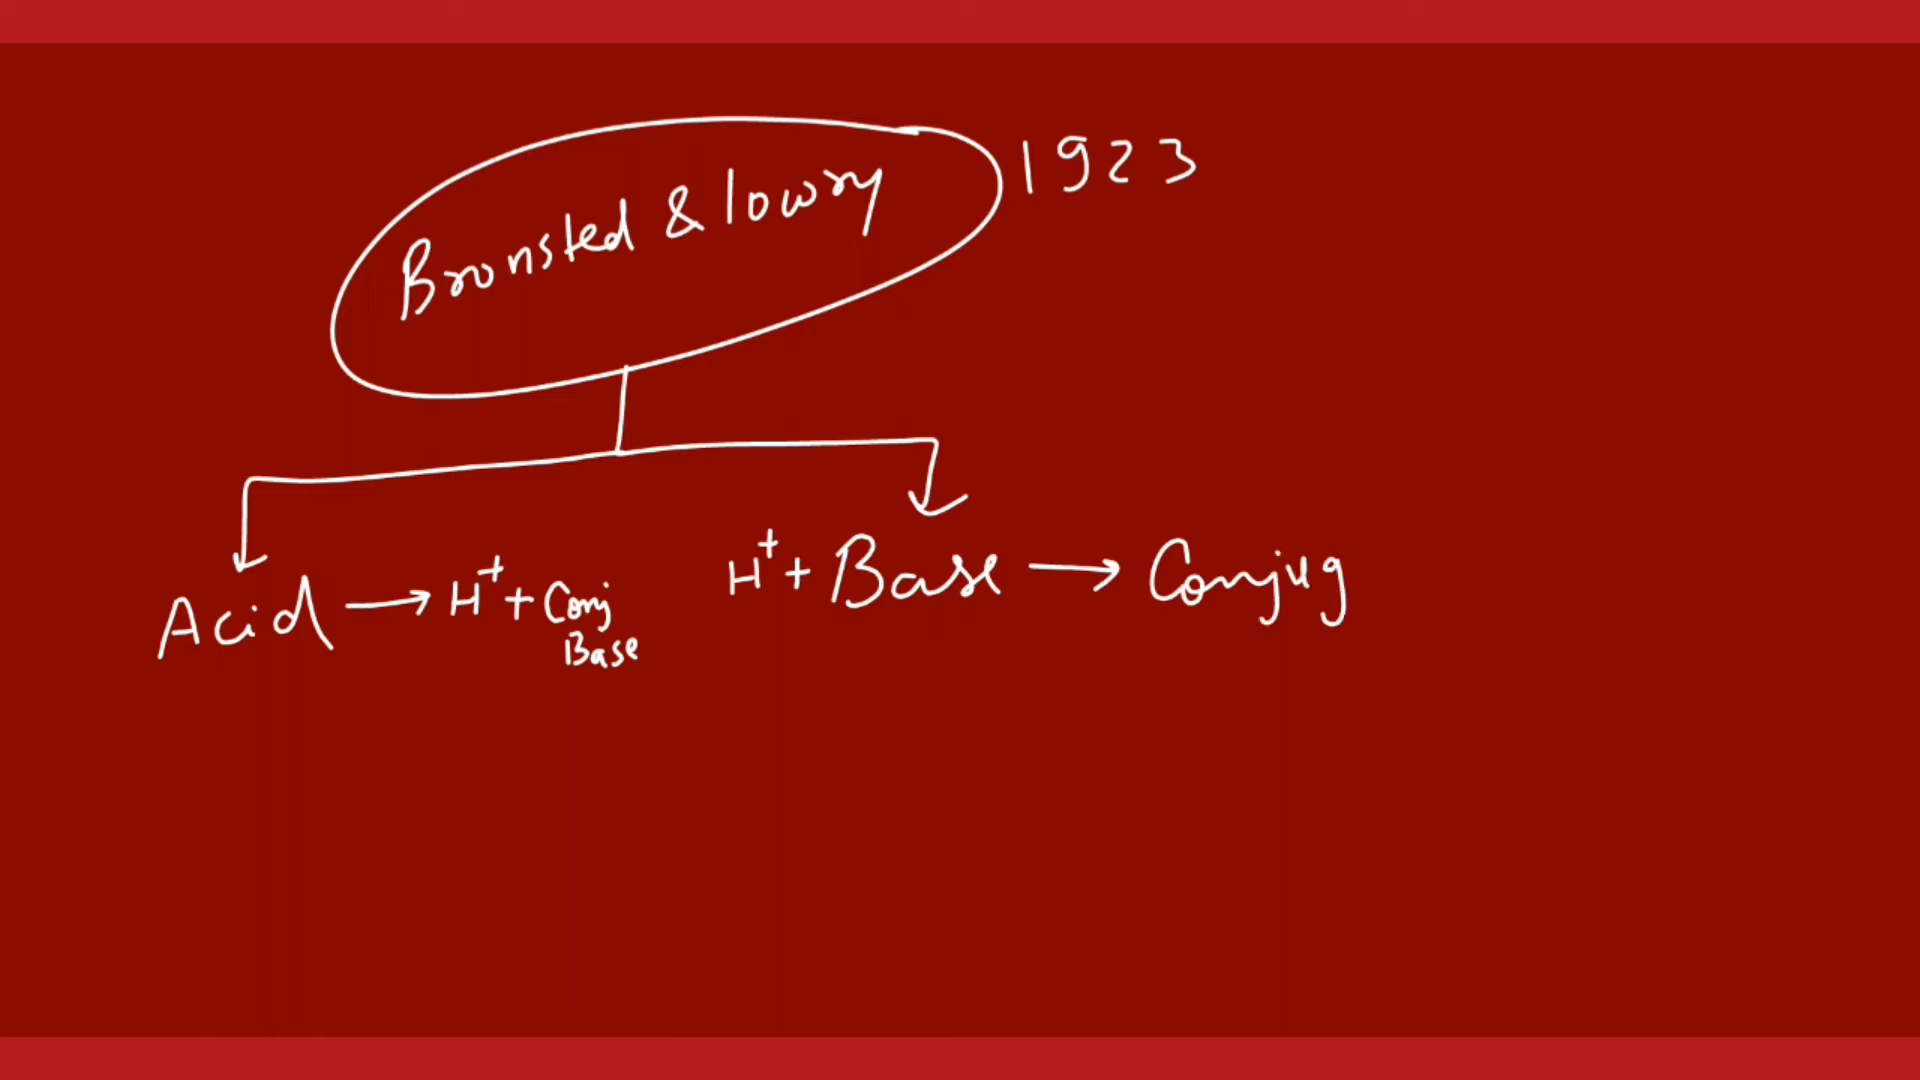 Bronsted & lowry 1923
Acid → H⁺ + Conj
Base
H⁺ + Base → Conjug